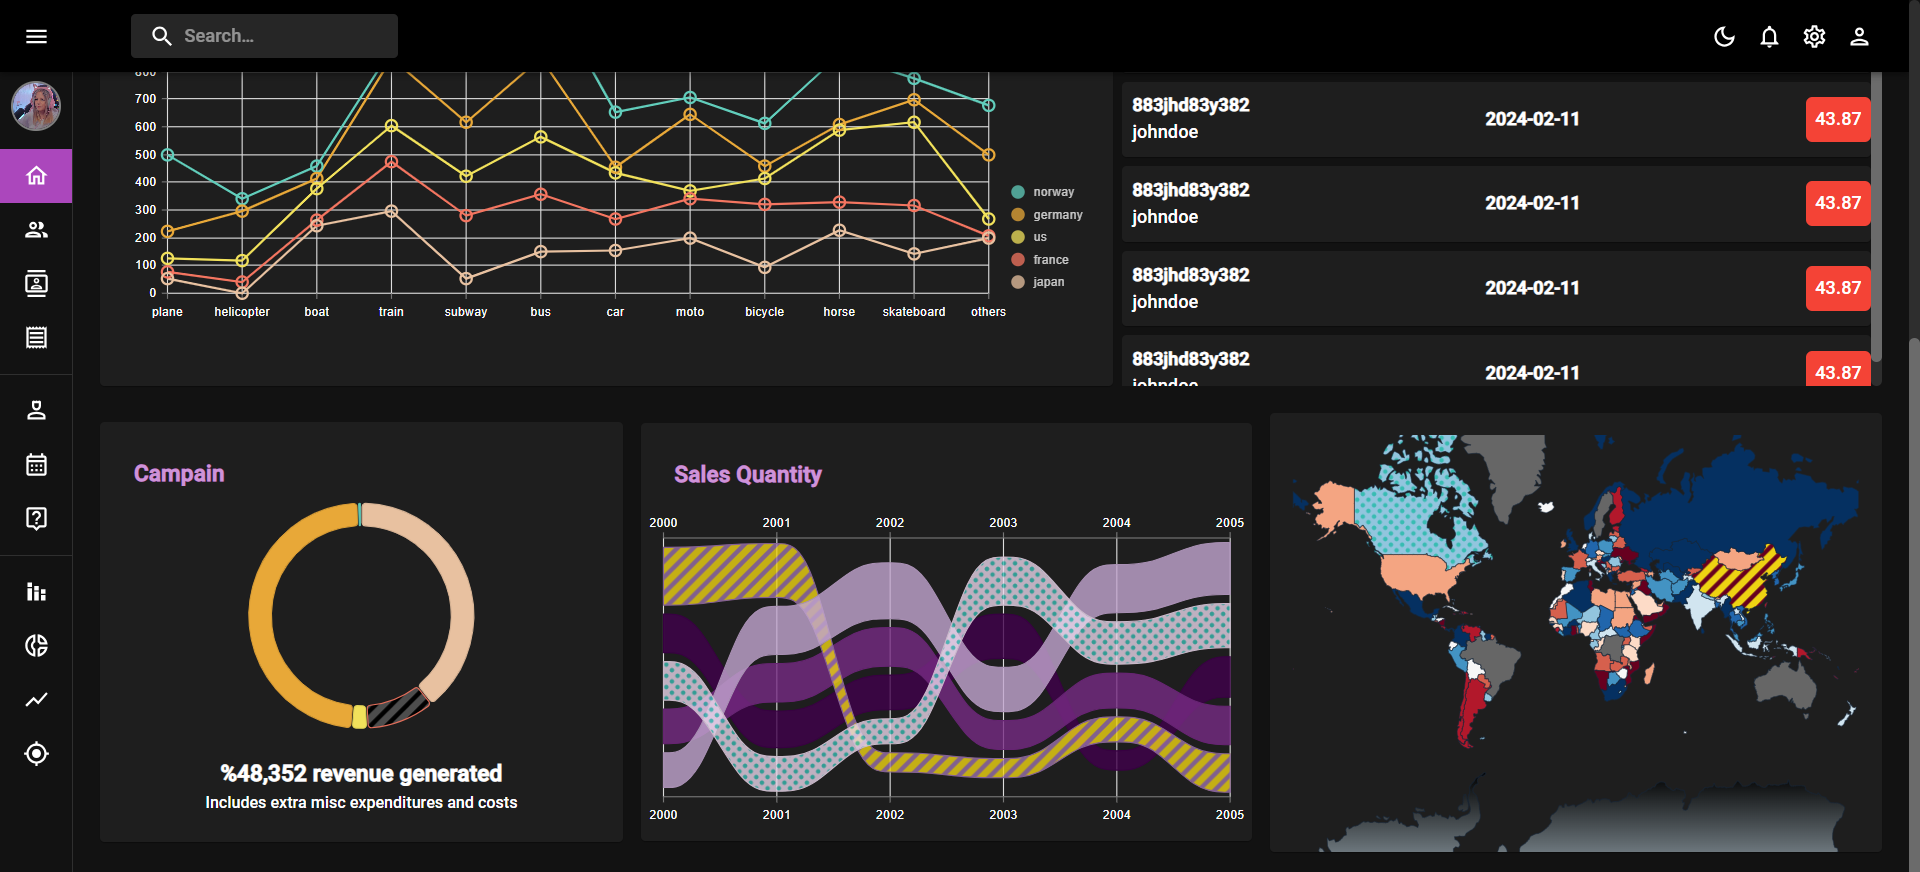 Search…
800
700
600
500
400
300
200
100
0
plane helicopter boat train subway bus car moto bicycle horse skateboard others
norway
germany
us
france
japan
883jhd83y382 2024-02-11 43.87
johndoe
883jhd83y382 2024-02-11 43.87
johndoe
883jhd83y382 2024-02-11 43.87
johndoe
883jhd83y382 2024-02-11 43.87
johndoe
Campain
%48,352 revenue generated
Includes extra misc expenditures and costs
Sales Quantity
2000 2001 2002 2003 2004 2005
2000 2001 2002 2003 2004 2005